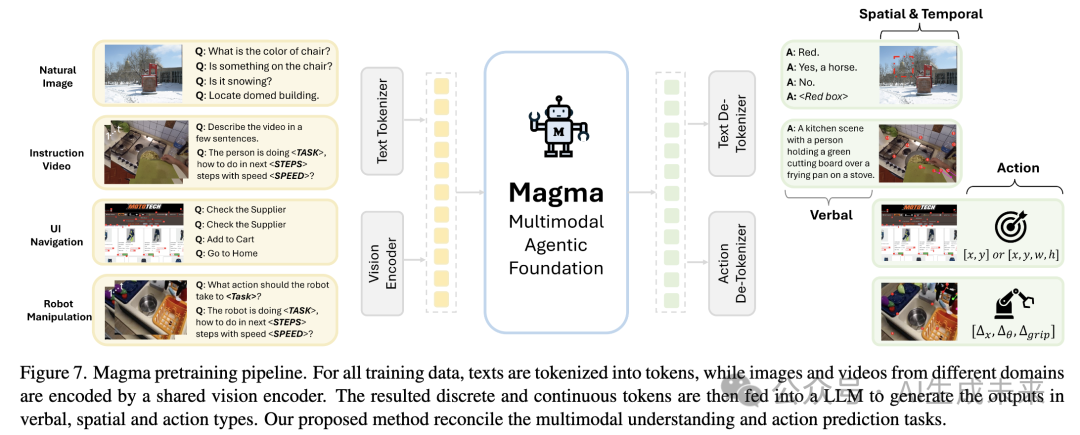 Spatial & Temporal
Natural
Image
Q: What is the color of chair?
Q: Is something on the chair?
Q: Is it snowing?
Q: Locate domed building.
Instruction
Video
Q: Describe the video in a
few sentences.
Q: The person is doing <TASK>,
how to do in next <STEPS>
steps with speed <SPEED>?
UI
Navigation
MOTOTECH
Q: Check the Supplier
Q: Check the Supplier
Q: Add to Cart
Q: Go to Home
Robot
Manipulation
Q: What action should the robot
take to <Task>?
Q: The robot is doing <TASK>,
how to do in next <STEPS>
steps with speed <SPEED>?
Text Tokenizer
Vision
Encoder
M
Magma
Multimodal
Agentic
Foundation
Text De-
Tokenizer
Action
De-Tokenizer
A: Red.
A: Yes, a horse.
A: No.
A: <Red box>
A: A kitchen scene
with a person
holding a green
cutting board over a
frying pan on a stove.
Verbal
Action
[x, y] or [x, y, w, h]
[Δx, Δθ, Δgrip]
Figure 7. Magma pretraining pipeline. For all training data, texts are tokenized into tokens, while images and videos from different domains
are encoded by a shared vision encoder. The resulted discrete and continuous tokens are then fed into a LLM to generate the outputs in
verbal, spatial and action types. Our proposed method reconcile the multimodal understanding and action prediction tasks.
公众号 · AI生成未来